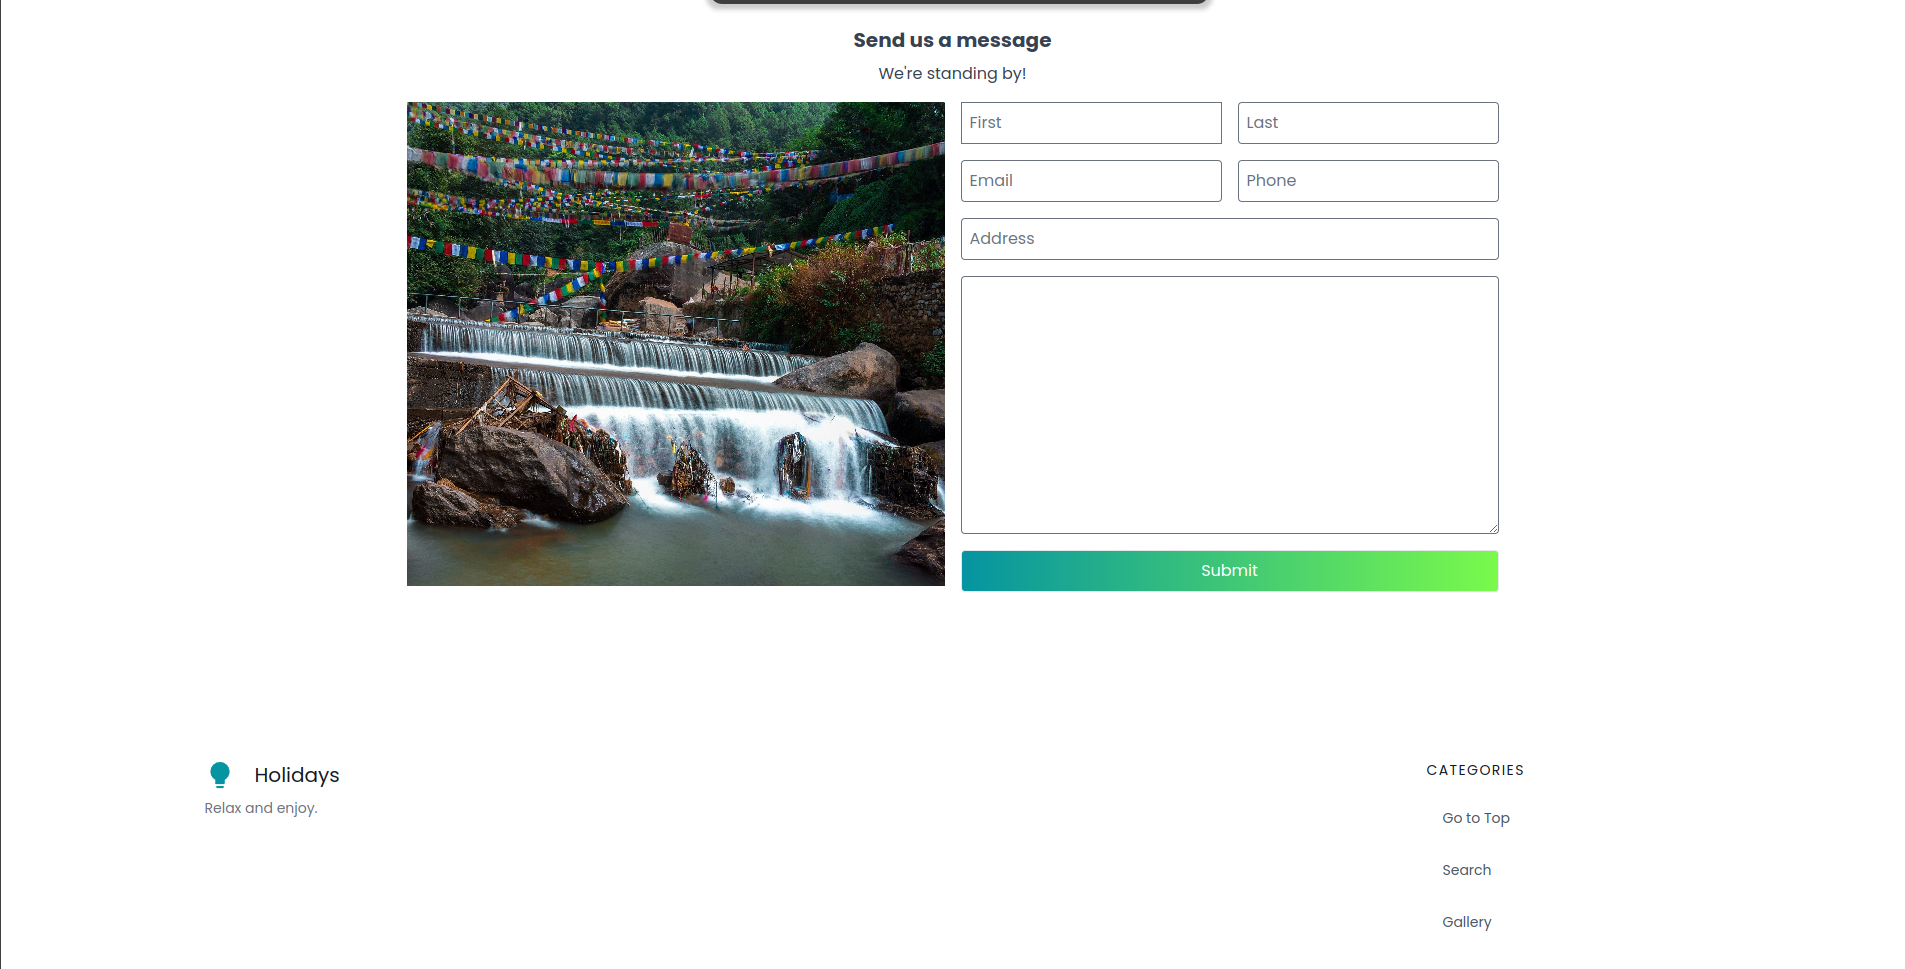 Send us a message
We're standing by!
First
Last
Email
Phone
Address
Submit
Holidays
Relax and enjoy.
CATEGORIES
Go to Top
Search
Gallery